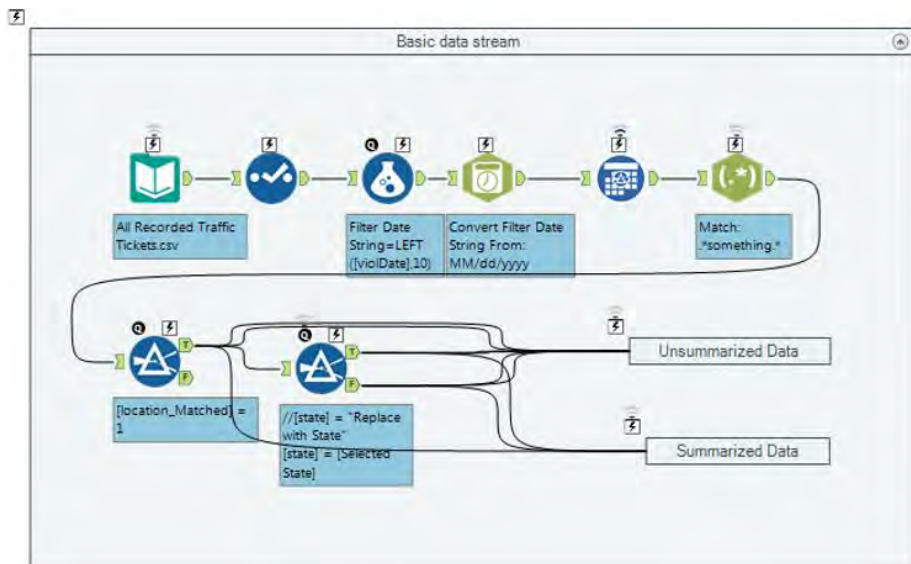 Basic data stream
All Recorded Traffic
Tickets.csv
Filter Date
String=LEFT
([violDate],10)
Convert Filter Date
String From:
MM/dd/yyyy
(.*)
Match:
.*something.*
Q
Q
T
F
T
F
[location_Matched] =
1
//[state] = "Replace
with State"
[state] = [Selected
State]
Q
Unsummarized Data
Summarized Data